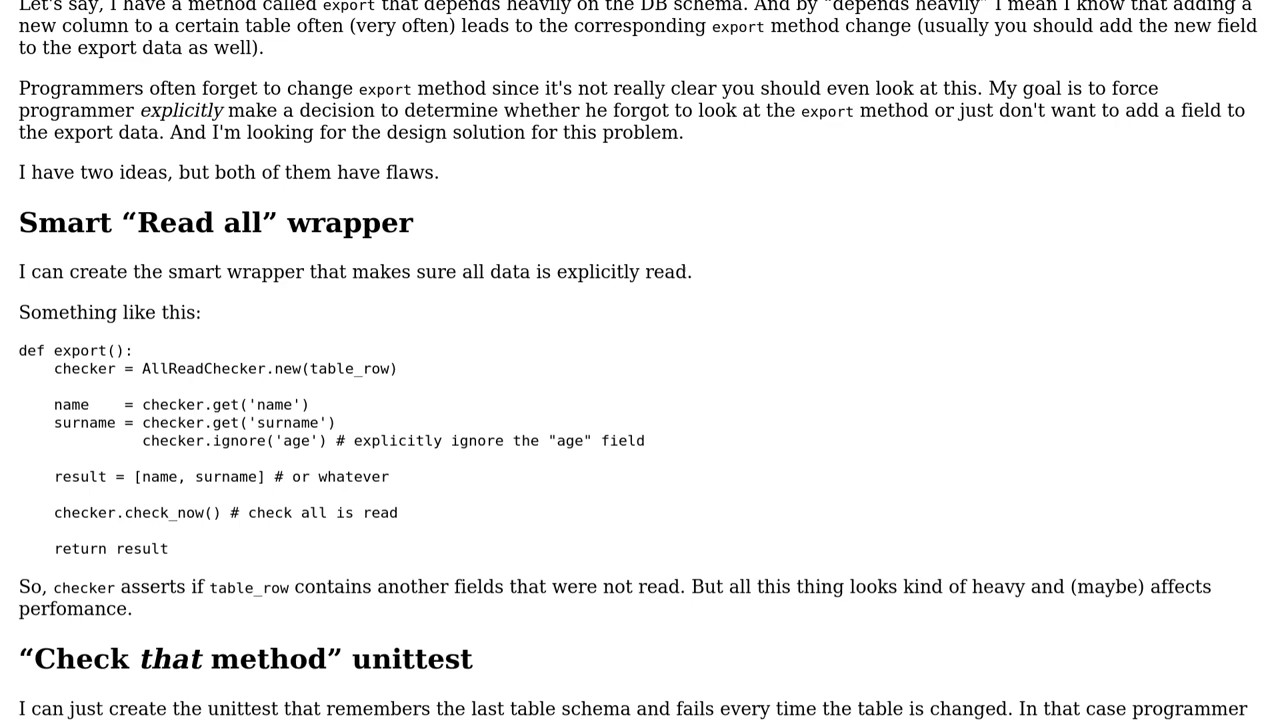 Let's say, I have a method called export that depends heavily on the DB schema. And by “depends heavily” I mean I know that adding a
new column to a certain table often (very often) leads to the corresponding export method change (usually you should add the new field
to the export data as well).
Programmers often forget to change export method since it's not really clear you should even look at this. My goal is to force
programmer explicitly make a decision to determine whether he forgot to look at the export method or just don't want to add a field to
the export data. And I'm looking for the design solution for this problem.
I have two ideas, but both of them have flaws.
Smart “Read all” wrapper
I can create the smart wrapper that makes sure all data is explicitly read.
Something like this:
def export():
    checker = AllReadChecker.new(table_row)
    name    = checker.get('name')
    surname = checker.get('surname')
              checker.ignore('age') # explicitly ignore the "age" field
    result = [name, surname] # or whatever
    checker.check_now() # check all is read
    return result
So, checker asserts if table_row contains another fields that were not read. But all this thing looks kind of heavy and (maybe) affects
perfomance.
“Check that method” unittest
I can just create the unittest that remembers the last table schema and fails every time the table is changed. In that case programmer